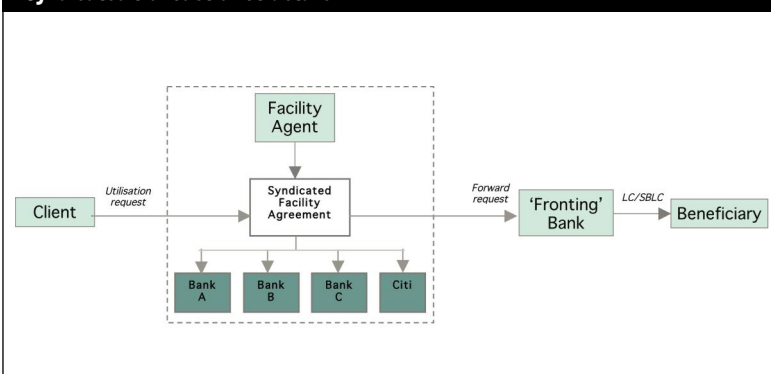 Facility
Agent
Utilisation
request
Syndicated
Facility
Agreement
Forward
request
Client
'Fronting'
Bank
LC/SBLC
Beneficiary
Bank
A
Bank
B
Bank
C
Citi